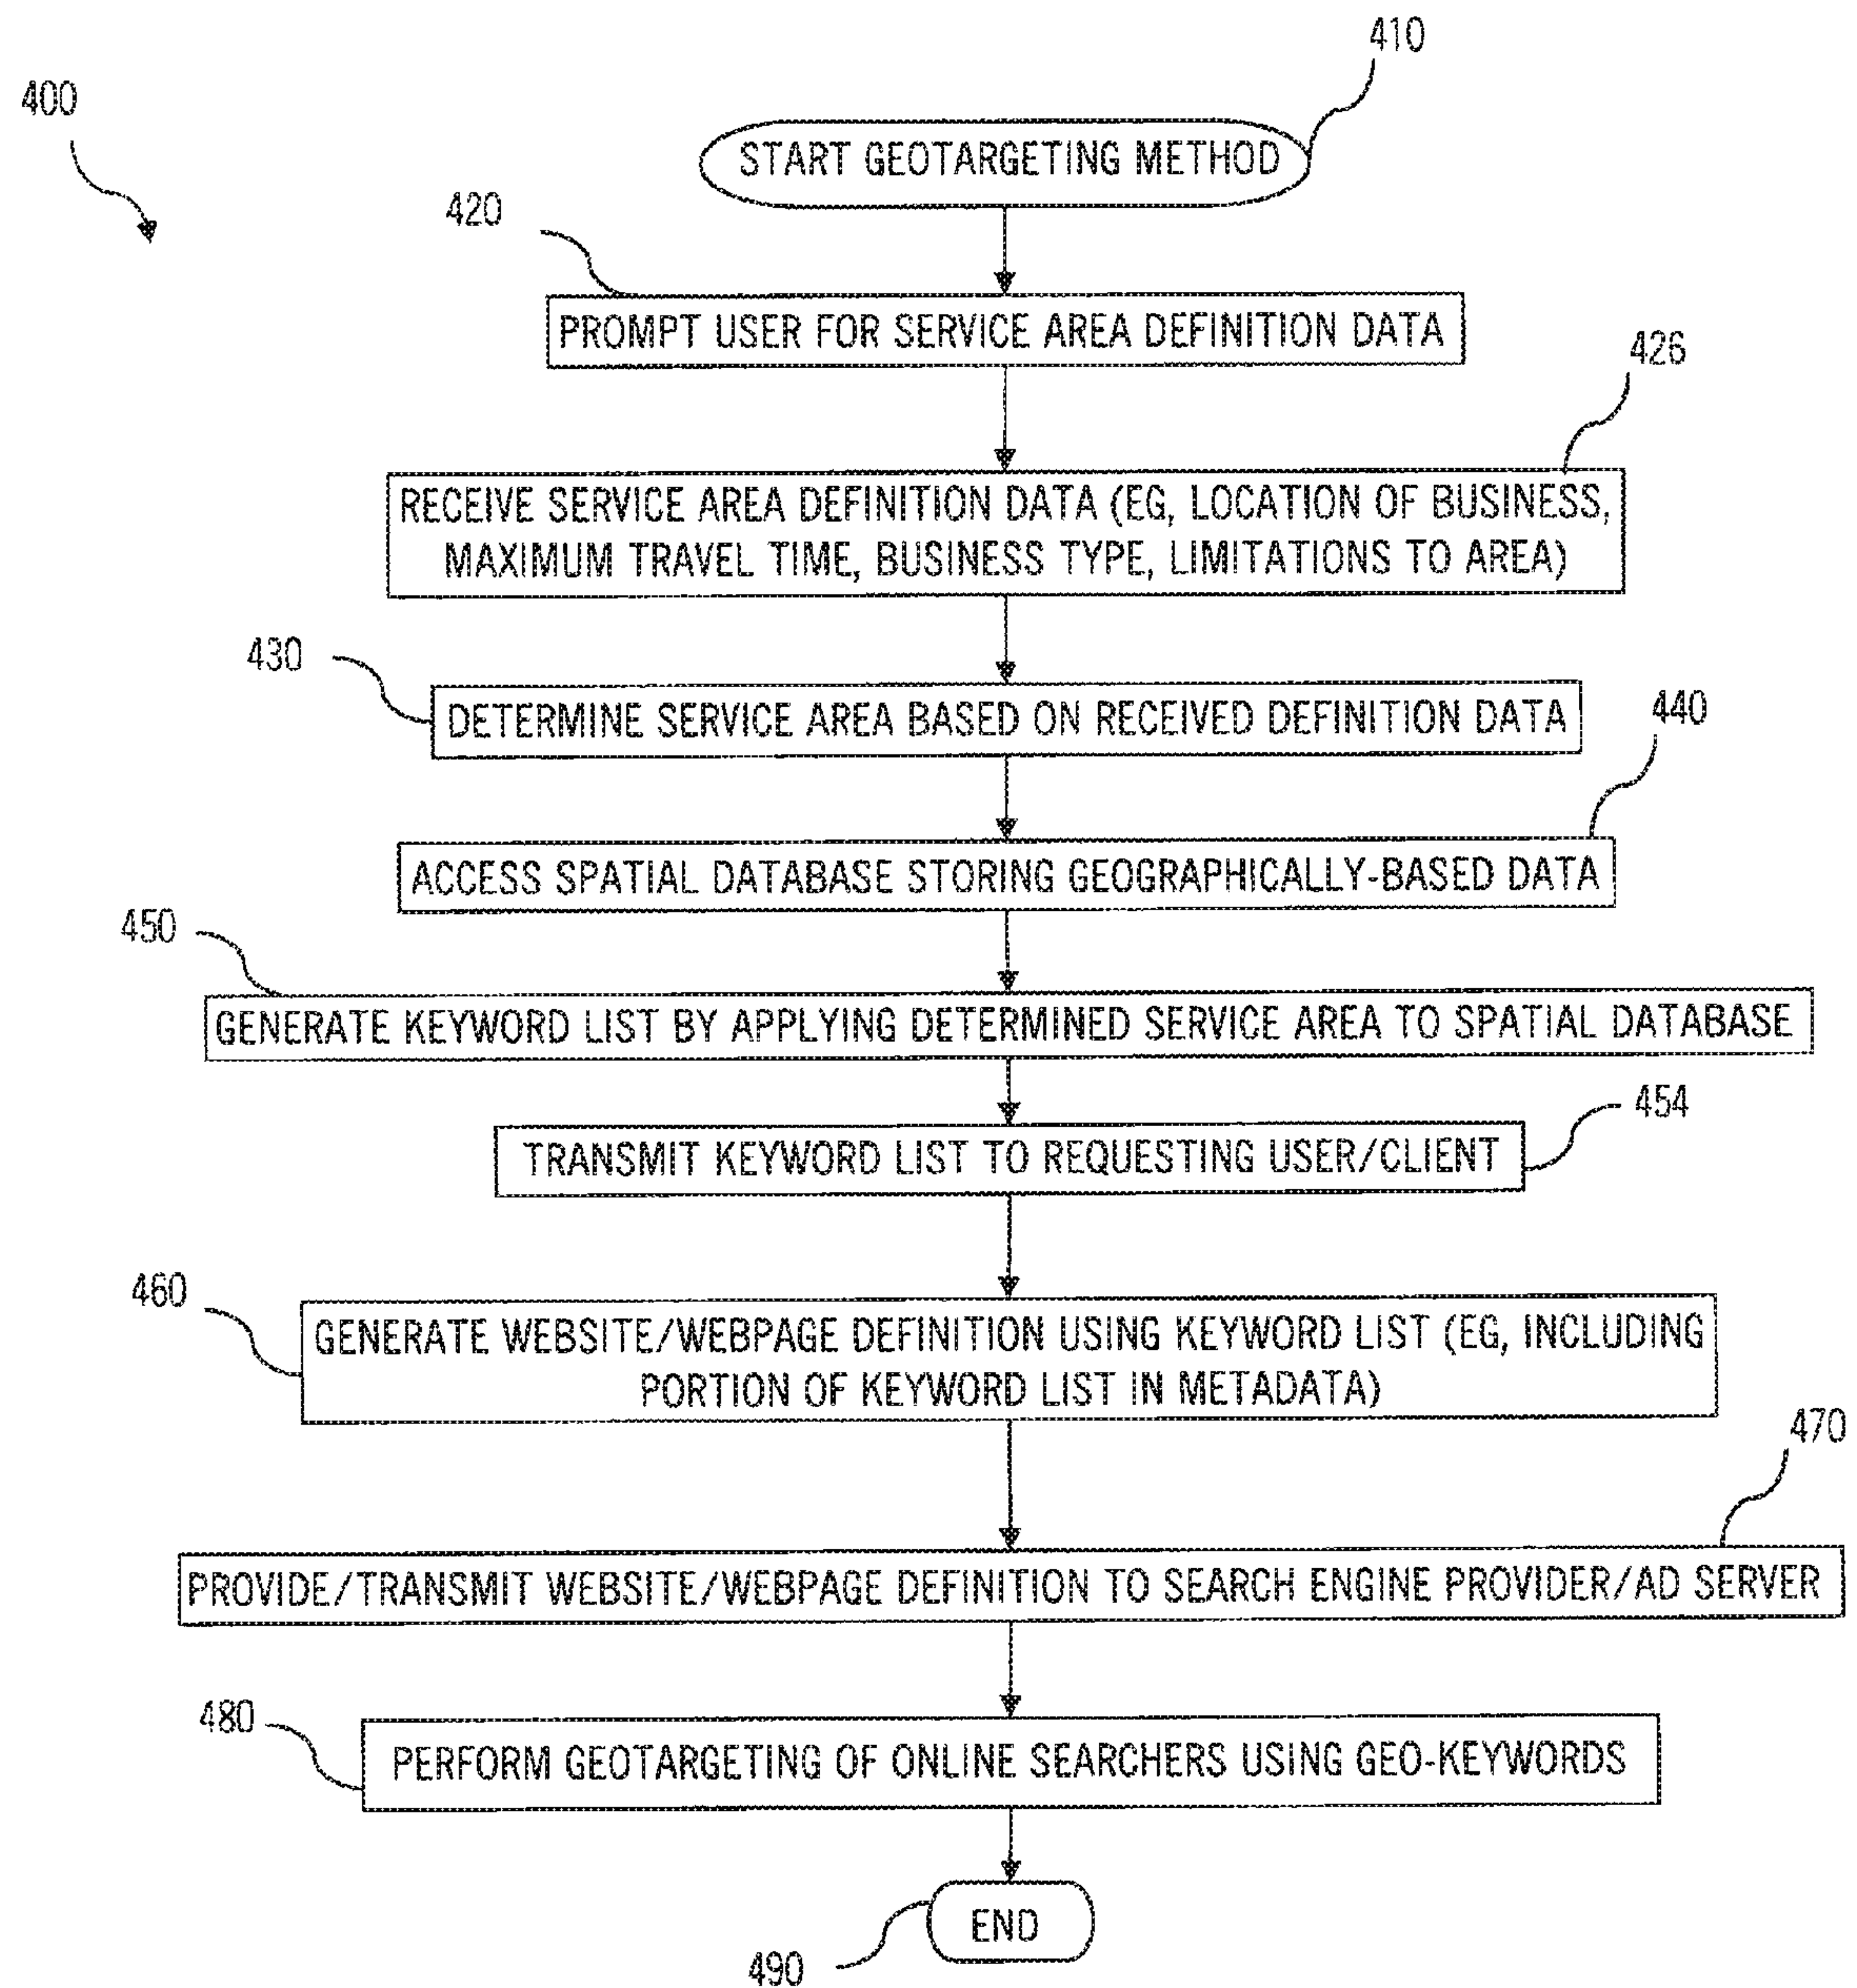 410
400
START GEOTARGETING METHOD
420
PROMPT USER FOR SERVICE AREA DEFINITION DATA
426
RECEIVE SERVICE AREA DEFINITION DATA (EG, LOCATION OF BUSINESS,
MAXIMUM TRAVEL TIME, BUSINESS TYPE, LIMITATIONS TO AREA)
430
DETERMINE SERVICE AREA BASED ON RECEIVED DEFINITION DATA
440
ACCESS SPATIAL DATABASE STORING GEOGRAPHICALLY-BASED DATA
450
GENERATE KEYWORD LIST BY APPLYING DETERMINED SERVICE AREA TO SPATIAL DATABASE
454
TRANSMIT KEYWORD LIST TO REQUESTING USER/CLIENT
460
GENERATE WEBSITE/WEBPAGE DEFINITION USING KEYWORD LIST (EG, INCLUDING
PORTION OF KEYWORD LIST IN METADATA)
470
PROVIDE/TRANSMIT WEBSITE/WEBPAGE DEFINITION TO SEARCH ENGINE PROVIDER/AD SERVER
480
PERFORM GEOTARGETING OF ONLINE SEARCHERS USING GEO-KEYWORDS
END
490